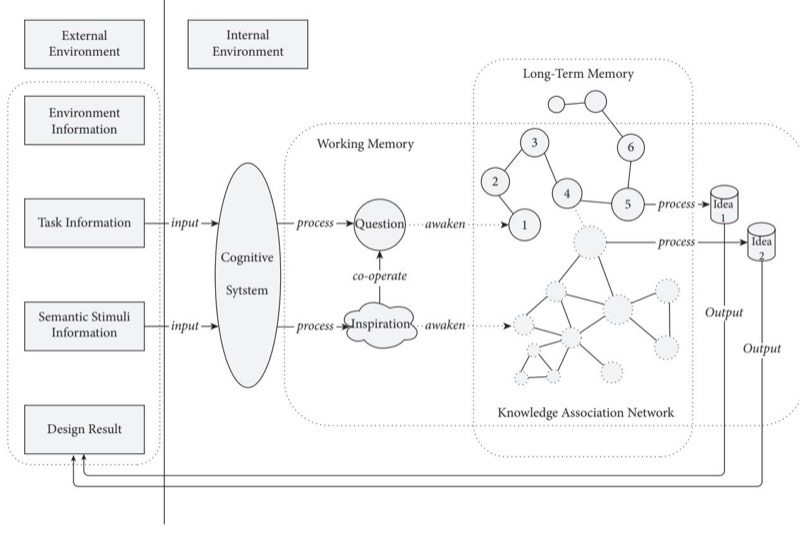 External
Environment
Internal
Environment
Environment
Information
Task Information
Semantic Stimuli
Information
Design Result
input
input
Cognitive
Sytstem
process
process
Working Memory
Question
co-operate
Inspiration
awaken
awaken
Long-Term Memory
1
2
3
4
5
6
process
process
Idea
1
Idea
2
Output
Output
Knowledge Association Network